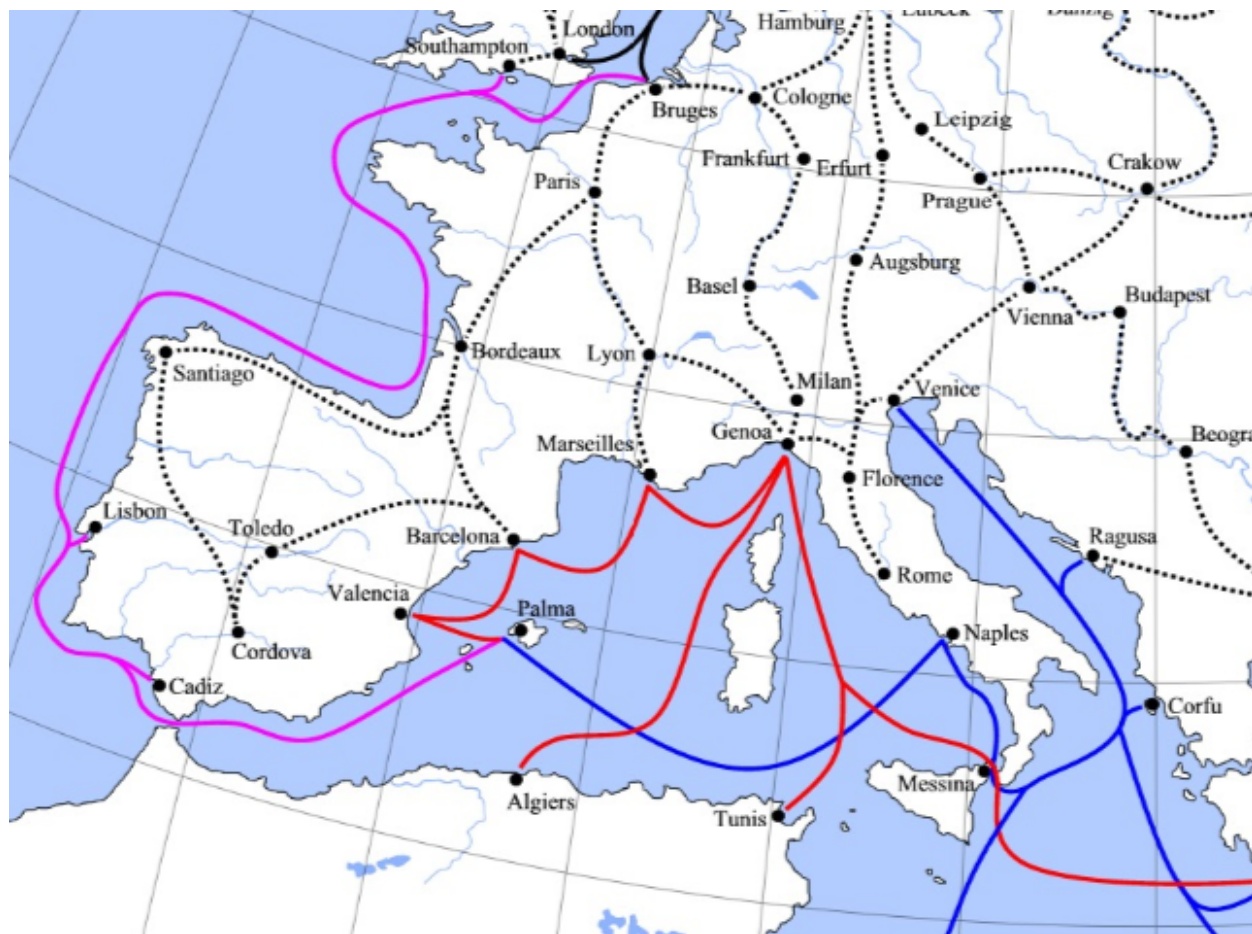 London
Hamburg
Lubeck
Danzig
Southampton
Bruges
Cologne
Leipzig
Frankfurt
Erfurt
Crakow
Paris
Prague
Augsburg
Basel
Budapest
Vienna
Santiago
Bordeaux
Lyon
Milan
Venice
Genoa
Marseilles
Beogra
Florence
Lisbon
Toledo
Barcelona
Ragusa
Rome
Valencia
Palma
Naples
Cordova
Cadiz
Corfu
Messina
Algiers
Tunis